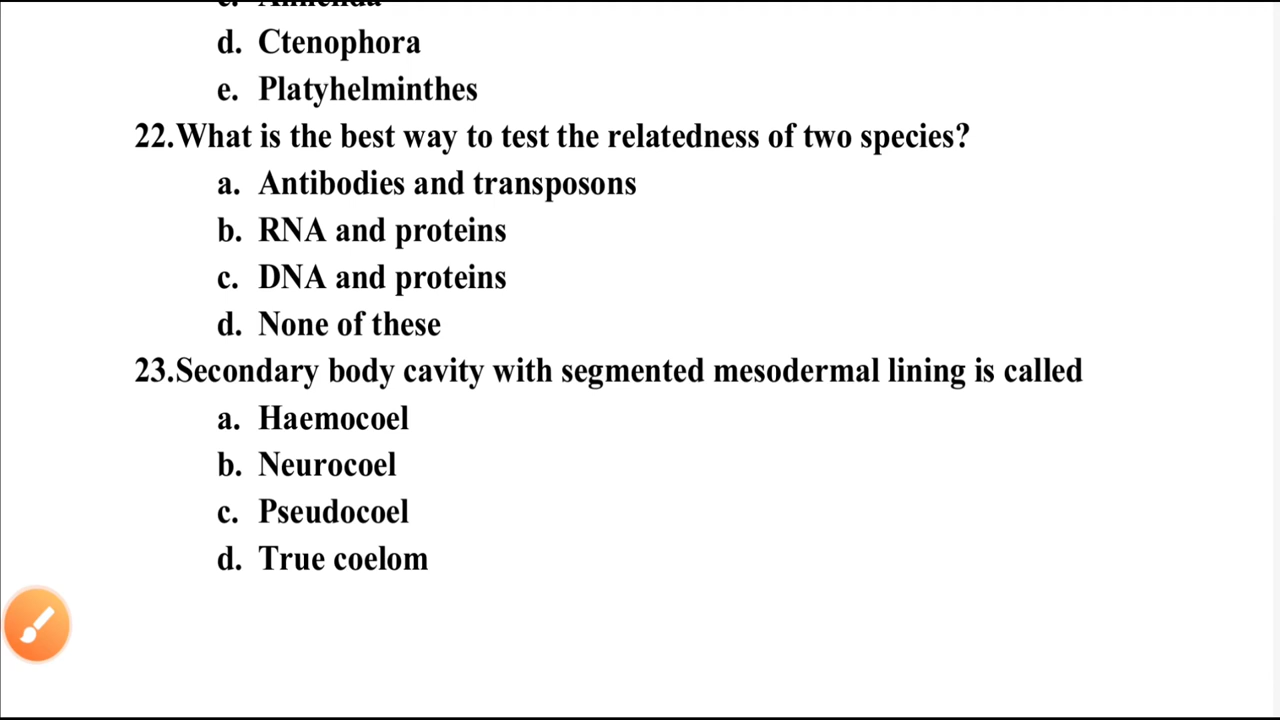 d. Ctenophora
e. Platyhelminthes
22.What is the best way to test the relatedness of two species?
a. Antibodies and transposons
b. RNA and proteins
c. DNA and proteins
d. None of these
23.Secondary body cavity with segmented mesodermal lining is called
a. Haemocoel
b. Neurocoel
c. Pseudocoel
d. True coelom